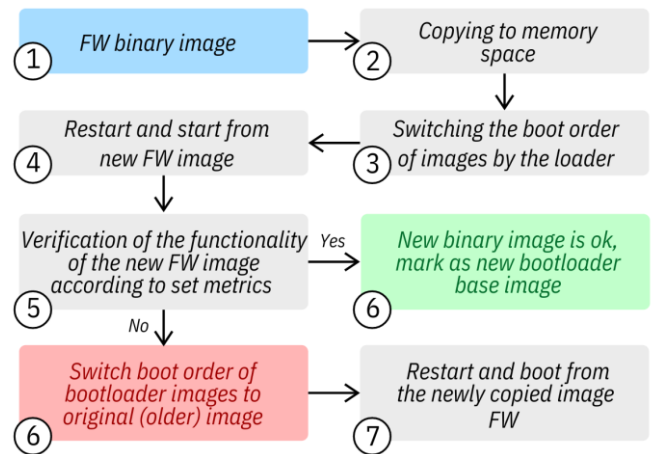 FW binary image
1
Copying to memory
space
2
Restart and start from
new FW image
4
Switching the boot order
of images by the loader
3
Verification of the functionality
of the new FW image
according to set metrics
5
Yes
New binary image is ok,
mark as new bootloader
base image
6
No
Switch boot order of
bootloader images to
original (older) image
6
Restart and boot from
the newly copied image
FW
7